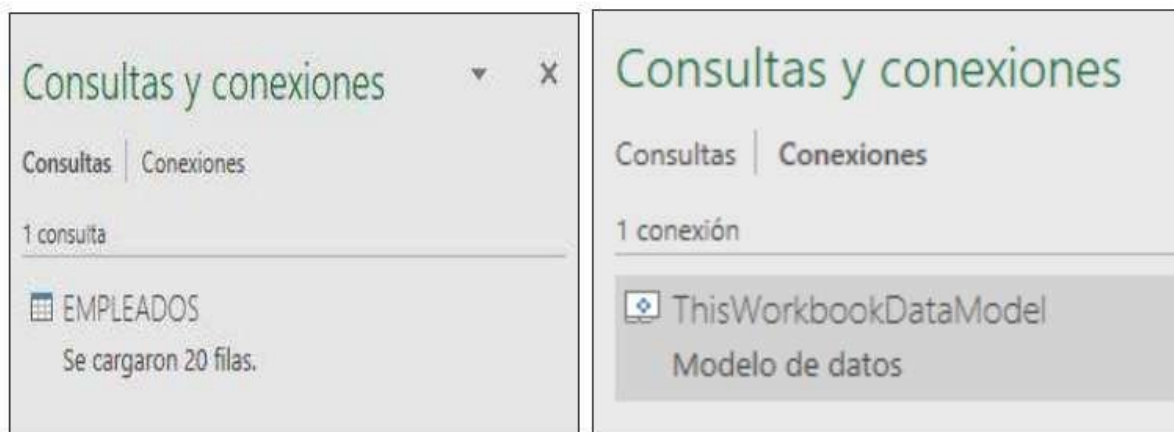 Consultas y conexiones
Consultas | Conexiones
1 consulta
EMPLEADOS
Se cargaron 20 filas.
Consultas y conexiones
Consultas | Conexiones
1 conexión
ThisWorkbookDataModel
Modelo de datos